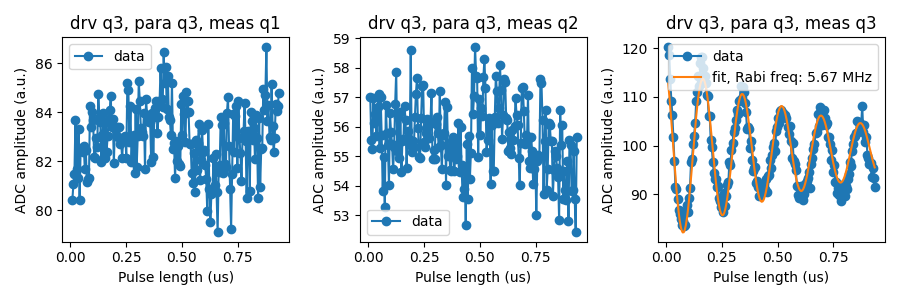 drv q3, para q3, meas q1
ADC amplitude (a.u.)
86
84
82
80
data
0.00
0.25
0.50
0.75
Pulse length (us)
drv q3, para q3, meas q2
ADC amplitude (a.u.)
59
58
57
56
55
54
53
data
0.00
0.25
0.50
0.75
Pulse length (us)
drv q3, para q3, meas q3
ADC amplitude (a.u.)
120
110
100
90
data
fit, Rabi freq: 5.67 MHz
0.00
0.25
0.50
0.75
Pulse length (us)